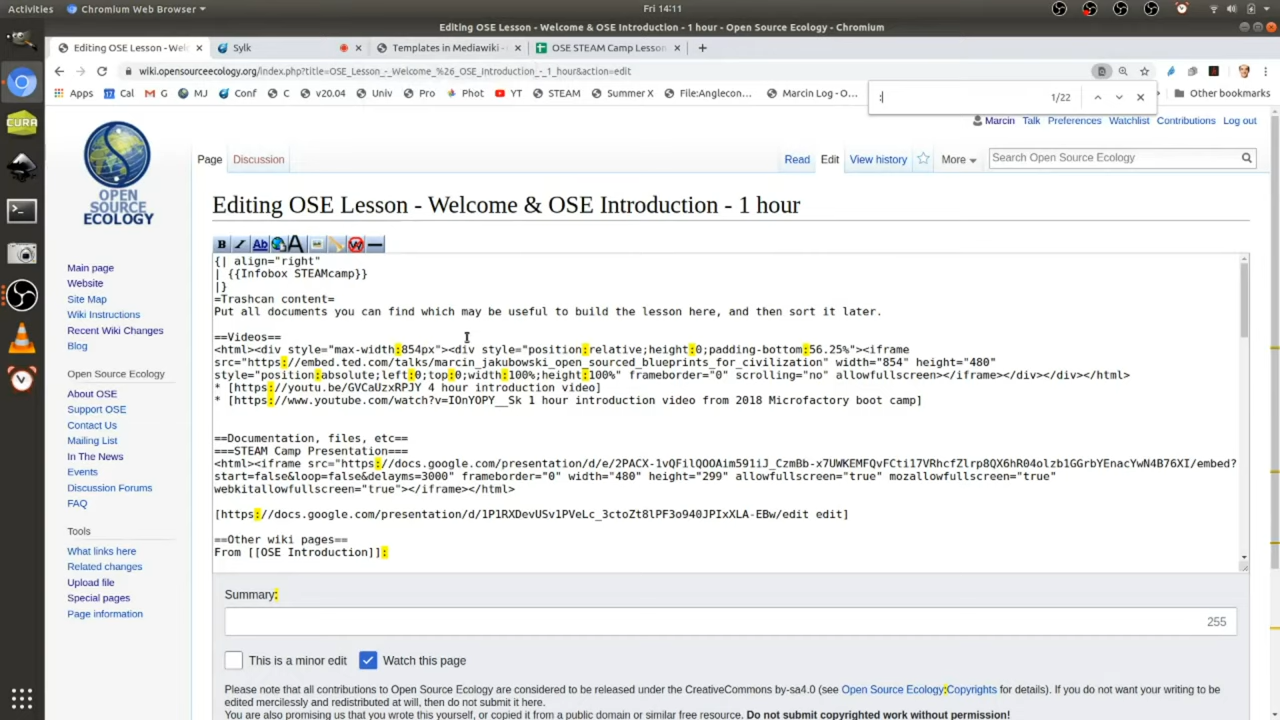 Activities
Chromium Web Browser
Fri 14:11
Editing OSE Lesson - Welcome & OSE Introduction - 1 hour - Open Source Ecology - Chromium
Editing OSE Lesson - Welc
Sylk
Templates in Mediawiki -
OSE STEAM Camp Lesson
wiki.opensourceecology.org/index.php?title=OSE_Lesson_-_Welcome_%26_OSE_Introduction_-_1_hour&action=edit
Apps
Cal
G
MJ
Conf
C
v20.04
Univ
Pro
Phot
YT
STEAM
Summer X
File:Anglecon...
Marcin Log - O...
Other bookmarks
:
1/22
CURA
OPEN
SOURCE
ECOLOGY
Marcin Talk Preferences Watchlist Contributions Log out
Page Discussion
Read Edit View history More
Search Open Source Ecology
Editing OSE Lesson - Welcome & OSE Introduction - 1 hour
B
Ab
A
{| align="right"
| {{Infobox STEAMcamp}}
|}
=Trashcan content=
Put all documents you can find which may be useful to build the lesson here, and then sort it later.
==Videos==
<html><div style="max-width:854px"><div style="position:relative;height:0;padding-bottom:56.25%"><iframe
src="https://embed.ted.com/talks/marcin_jakubowski_open_sourced_blueprints_for_civilization" width="854" height="480"
style="position:absolute;left:0;top:0;width:100%;height:100%" frameborder="0" scrolling="no" allowfullscreen></iframe></div></div></html>
* [https://youtu.be/GVCaUzxRPJY 4 hour introduction video]
* [https://www.youtube.com/watch?v=IOnYOPY__Sk 1 hour introduction video from 2018 Microfactory boot camp]
==Documentation, files, etc==
===STEAM Camp Presentation===
<html><iframe src="https://docs.google.com/presentation/d/e/2PACX-1vQFilQOOAim591iJ_CzmBb-x7UWKEMFQvFCti17VRhcfZlrp8QX6hR04olzb1GGrbYEnacYwN4B76XI/embed?
start=false&loop=false&delayms=3000" frameborder="0" width="480" height="299" allowfullscreen="true" mozallowfullscreen="true"
webkitallowfullscreen="true"></iframe></html>
[https://docs.google.com/presentation/d/1P1RXDevUSv1PVeLc_3ctoZt8lPF3o940JPIxXLA-EBw/edit edit]
==Other wiki pages==
From [[OSE Introduction]]:
Main page
Website
Site Map
Wiki Instructions
Recent Wiki Changes
Blog
Open Source Ecology
About OSE
Support OSE
Contact Us
Mailing List
In The News
Events
Discussion Forums
FAQ
Tools
What links here
Related changes
Upload file
Special pages
Page information
Summary:
255
This is a minor edit
Watch this page
Please note that all contributions to Open Source Ecology are considered to be released under the CreativeCommons by-sa4.0 (see Open Source Ecology:Copyrights for details). If you do not want your writing to be
edited mercilessly and redistributed at will, then do not submit it here.
You are also promising us that you wrote this yourself, or copied it from a public domain or similar free resource. Do not submit copyrighted work without permission!